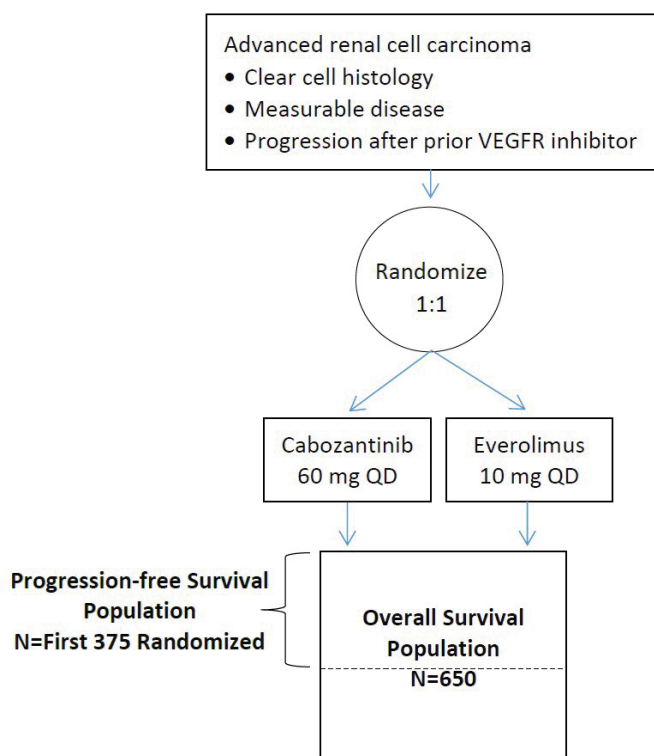 Advanced renal cell carcinoma
• Clear cell histology
• Measurable disease
• Progression after prior VEGFR inhibitor
Randomize
1:1
Cabozantinib
60 mg QD
Everolimus
10 mg QD
Progression-free Survival
Population
N=First 375 Randomized
Overall Survival
Population
N=650